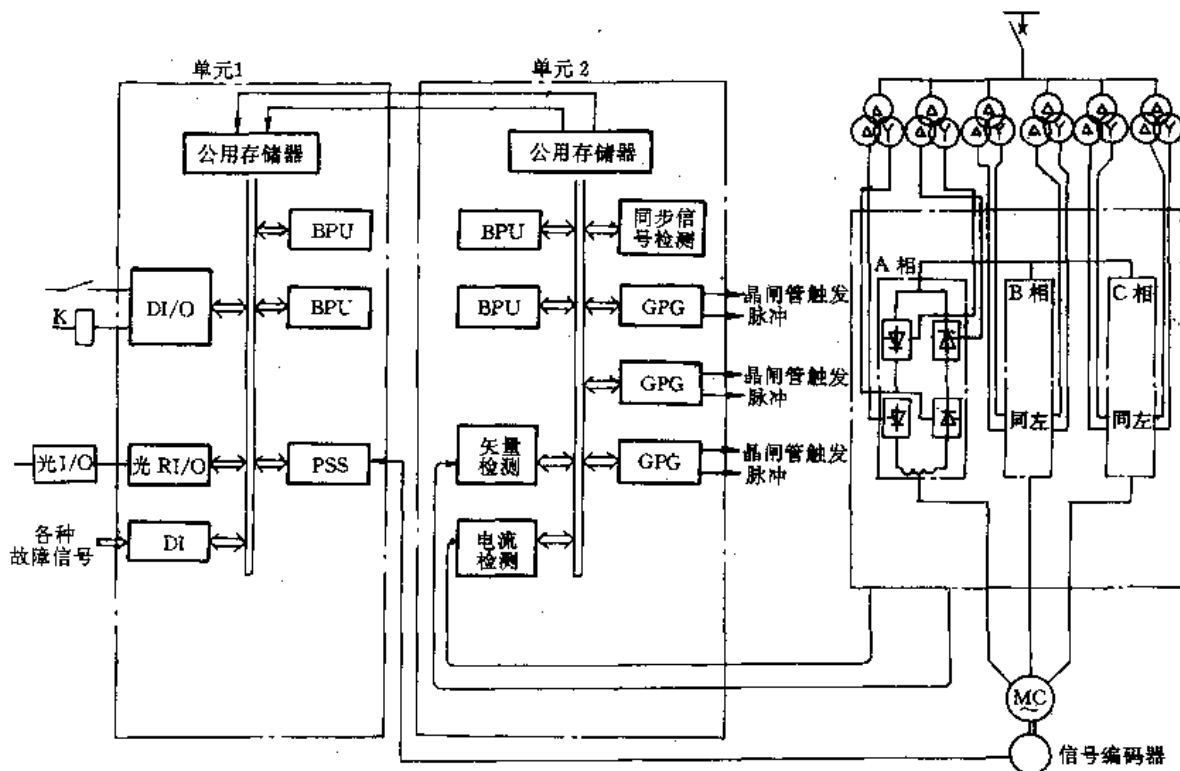 单元1
单元2
公用存储器
公用存储器
BPU
BPU
同步信
号检测
DI/O
BPU
BPU
GPG
晶闸管触发
脉冲
K
GPG
晶闸管触发
脉冲
光I/O
光RI/O
PSS
矢量
检测
GPG
晶闸管触发
脉冲
各种
故障信号
DI
电流
检测
Δ Δ Δ Δ Δ Δ
Δ Y Δ Y Δ Y Δ Y Δ Y Δ Y
A相
B相
C相
同左
同左
MC
~
信号编码器